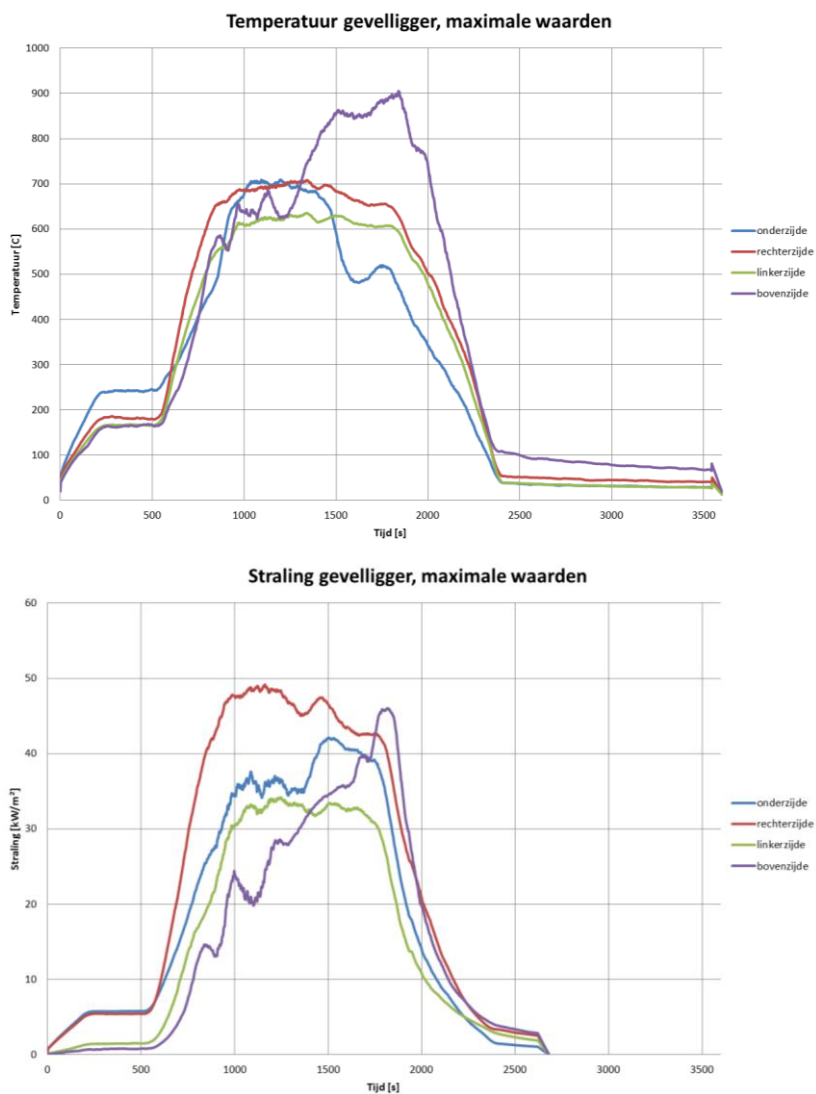 Temperatuur gevelligger, maximale waarden
1000
900
800
700
600
500
400
300
200
100
0
Temperatuur [C]
0 500 1000 1500 2000 2500 3000 3500
Tijd [s]
onderzijde
rechterzijde
linkerzijde
bovenzijde
Straling gevelligger, maximale waarden
60
50
40
30
20
10
0
Straling [kW/m²]
0 500 1000 1500 2000 2500 3000 3500
Tijd [s]
onderzijde
rechterzijde
linkerzijde
bovenzijde